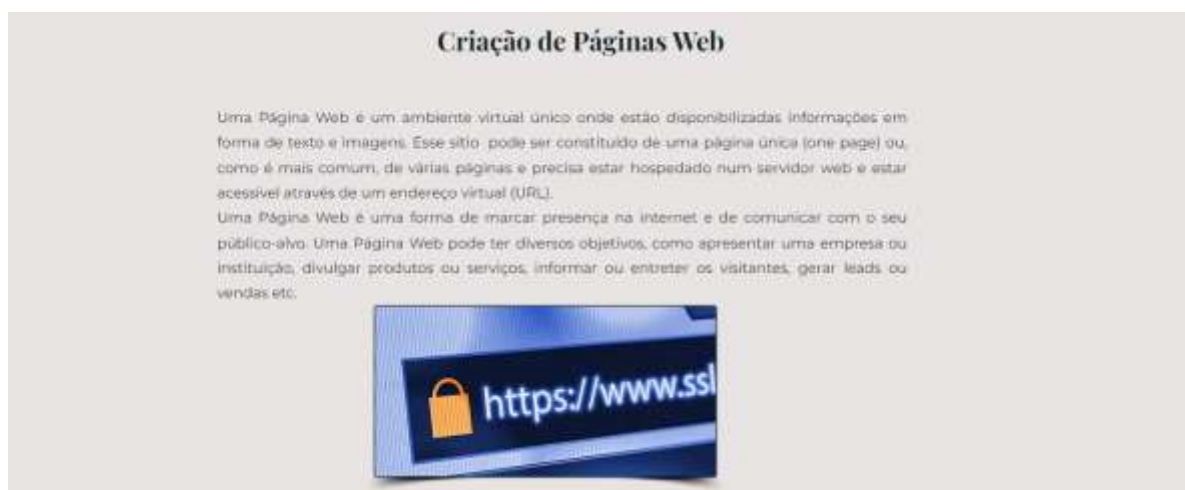 Criação de Páginas Web
Uma Página Web é um ambiente virtual único onde estão disponibilizadas informações em
forma de texto e imagens. Esse sítio pode ser constituído de uma página única (one page) ou,
como é mais comum, de várias páginas e precisa estar hospedado num servidor web e estar
acessível através de um endereço virtual (URL).
Uma Página Web é uma forma de marcar presença na internet e de comunicar com o seu
público-alvo. Uma Página Web pode ter diversos objetivos, como apresentar uma empresa ou
instituição, divulgar produtos ou serviços, informar ou entreter os visitantes, gerar leads ou
vendas etc.
https://www.ssl